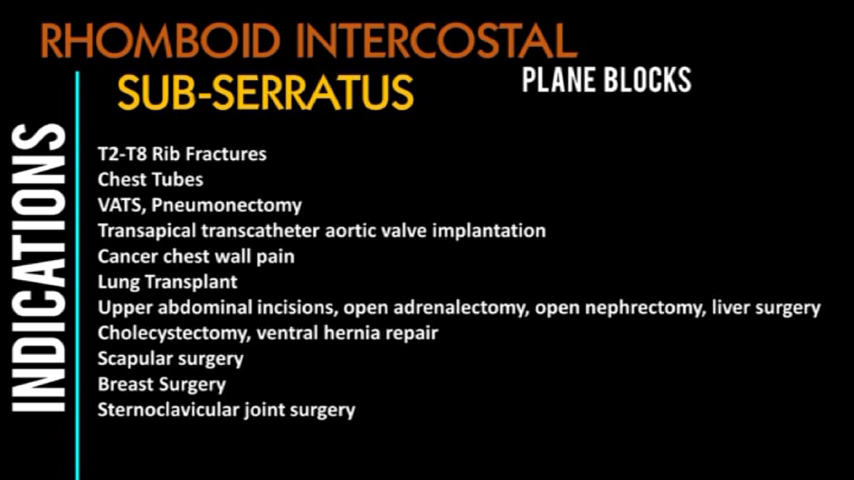 RHOMBOID INTERCOSTAL
SUB-SERRATUS
PLANE BLOCKS
INDICATIONS
T2-T8 Rib Fractures
Chest Tubes
VATS, Pneumonectomy
Transapical transcatheter aortic valve implantation
Cancer chest wall pain
Lung Transplant
Upper abdominal incisions, open adrenalectomy, open nephrectomy, liver surgery
Cholecystectomy, ventral hernia repair
Scapular surgery
Breast Surgery
Sternoclavicular joint surgery